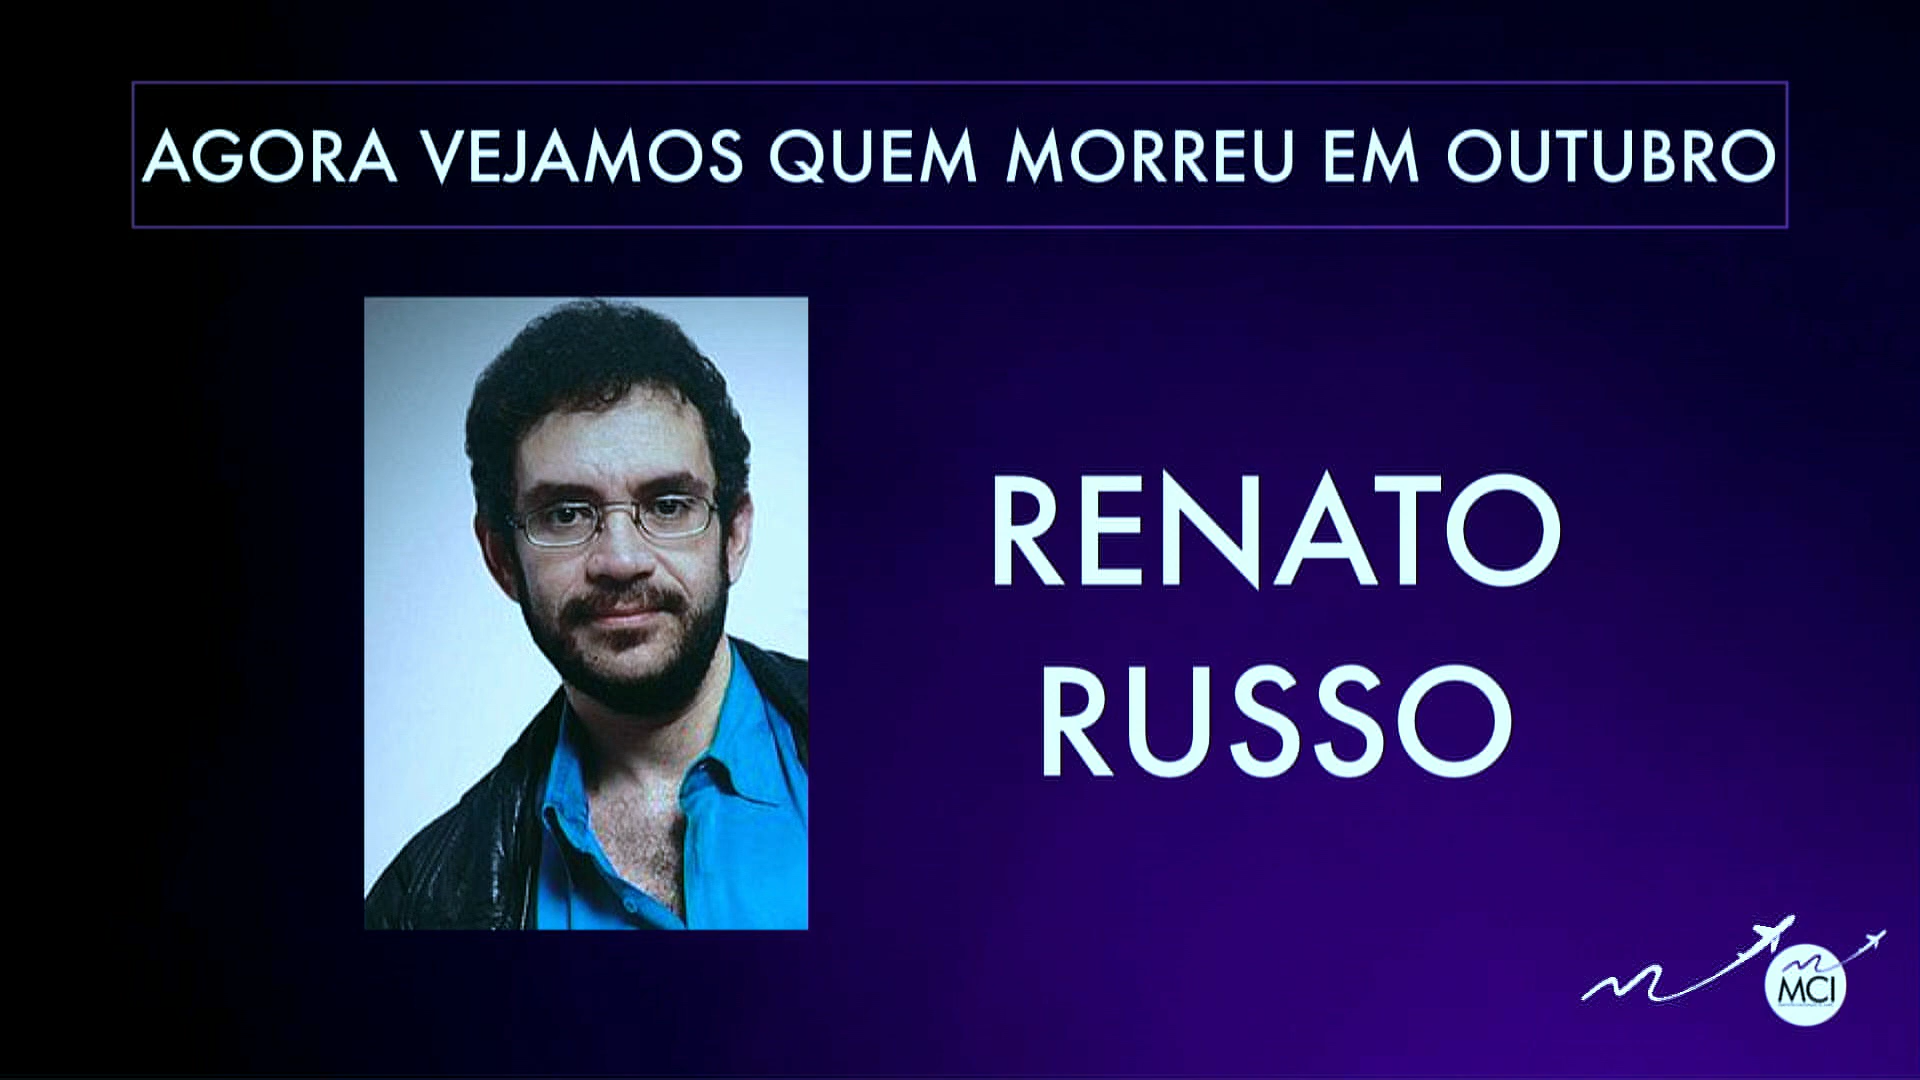 AGORA VEJAMOS QUEM MORREU EM OUTUBRO
RENATO
RUSSO
MCI